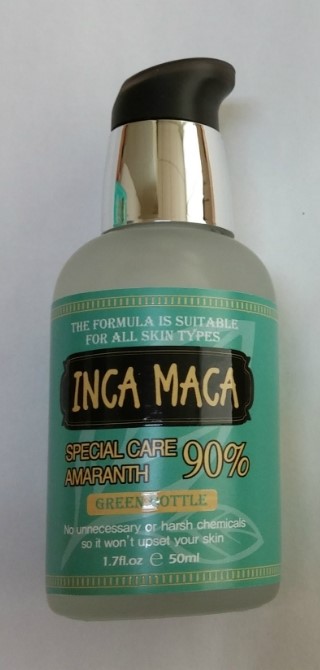 THE FORMULA IS SUITABLE
FOR ALL SKIN TYPES
INCA MACA
SPECIAL CARE 90%
AMARANTH
GREEN BOTTLE
No unnecessary or harsh chemicals
so it won't upset your skin
1.7fl.oz ℮ 50ml